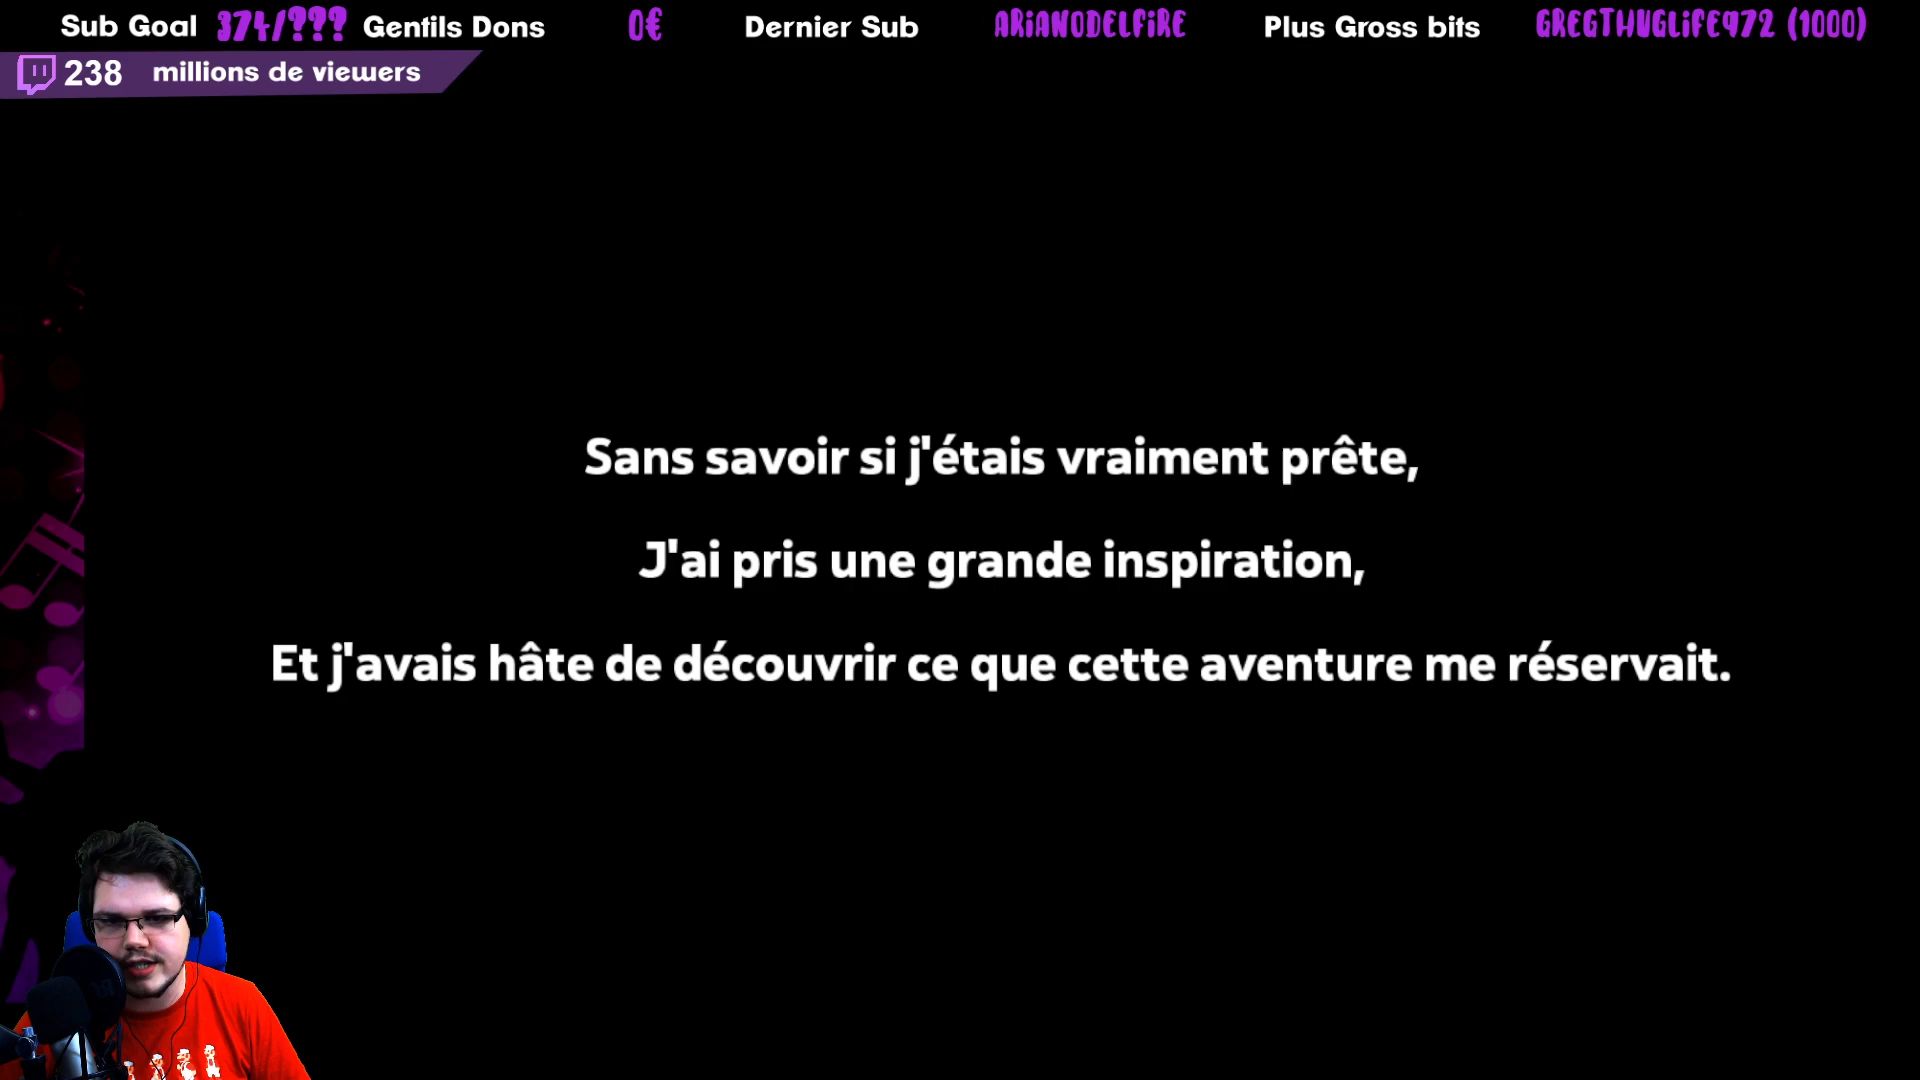 Sub Goal 374/??? Gentils Dons 0€ Dernier Sub ARIANODELFIRE Plus Gross bits GREGTHUGLIFE972 (1000)
238 millions de viewers
Sans savoir si j'étais vraiment prête,
J'ai pris une grande inspiration,
Et j'avais hâte de découvrir ce que cette aventure me réservait.